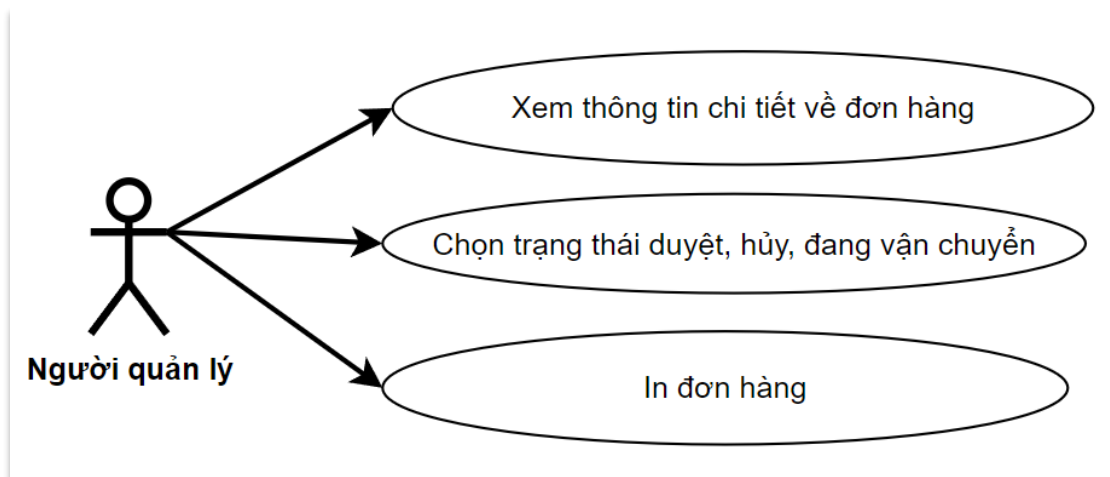 Xem thông tin chi tiết về đơn hàng
Chọn trạng thái duyệt, hủy, đang vận chuyển
Người quản lý
In đơn hàng